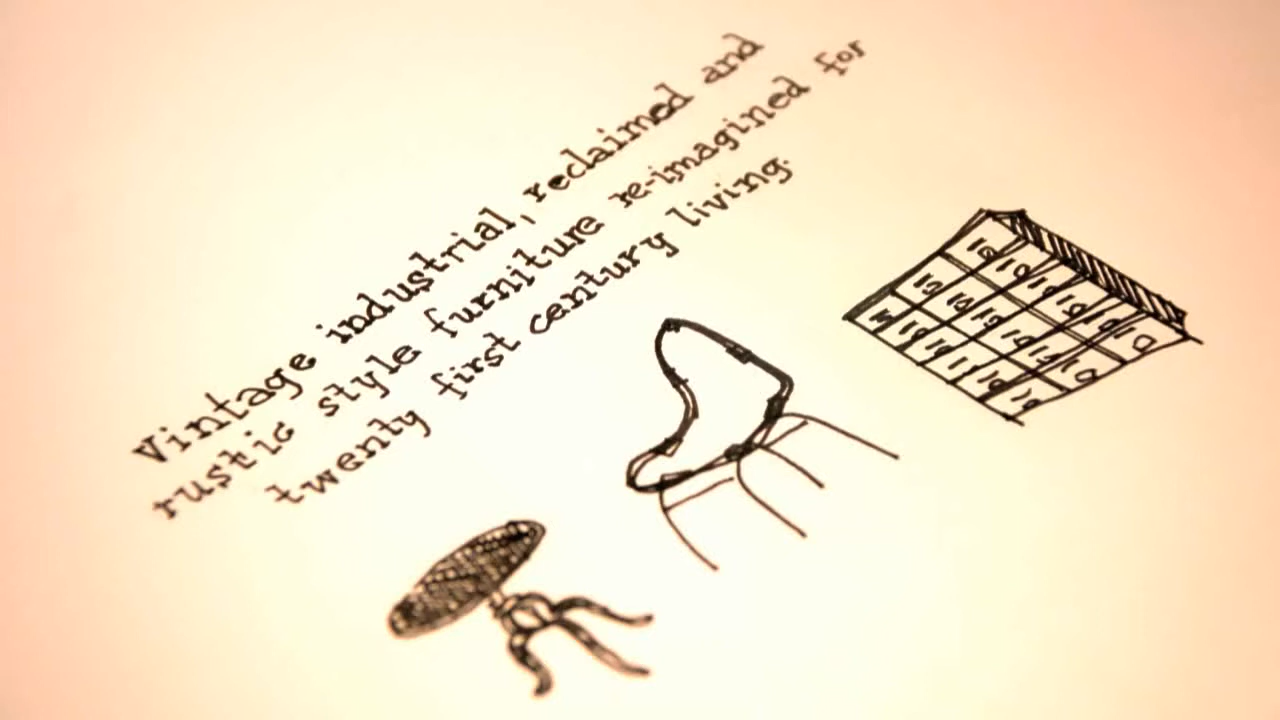 Vintage industrial, reclaimed and
rustic style furniture re-imagined for
twenty first century living.